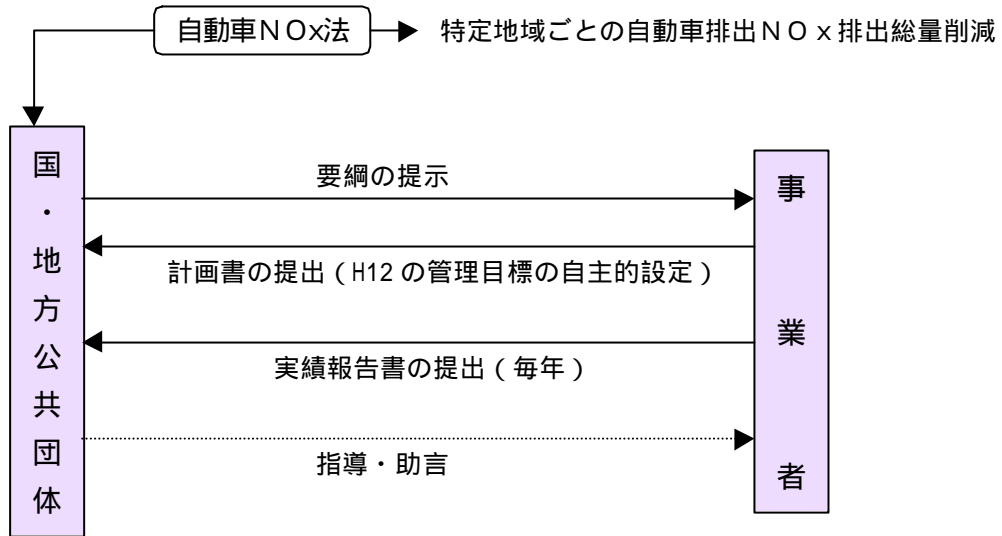 自動車ＮＯx法
特定地域ごとの自動車排出ＮＯｘ排出総量削減
国・地方公共団体
要綱の提示
計画書の提出（H12の管理目標の自主的設定）
実績報告書の提出（毎年）
指導・助言
事業者